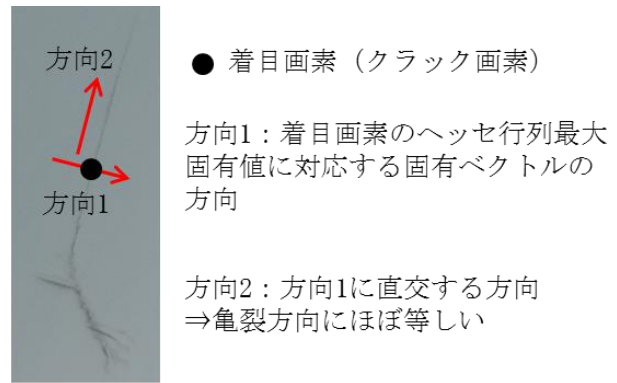 方向2
方向1
● 着目画素（クラック画素）
方向1：着目画素のヘッセ行列最大
固有値に対応する固有ベクトルの
方向
方向2：方向1に直交する方向
⇒亀裂方向にほぼ等しい